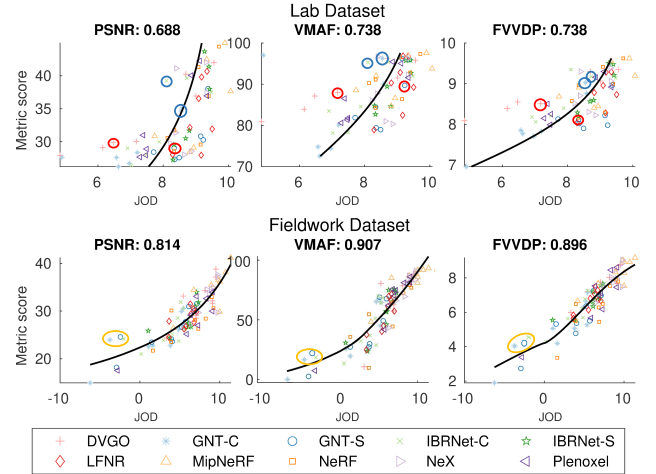 Lab Dataset
PSNR: 0.688 VMAF: 0.738 FVVDP: 0.738
Metric score
40
35
30
6 8 10
JOD
100
90
80
70
6 8 10
JOD
10
9
8
7
6 8 10
JOD
Fieldwork Dataset
PSNR: 0.814 VMAF: 0.907 FVVDP: 0.896
Metric score
40
30
20
-10 0 10
JOD
100
50
0
-10 0 10
JOD
8
6
4
2
-10 0 10
JOD
DVGO GNT-C GNT-S IBRNet-C IBRNet-S
LFNR MipNeRF NeRF NeX Plenoxel